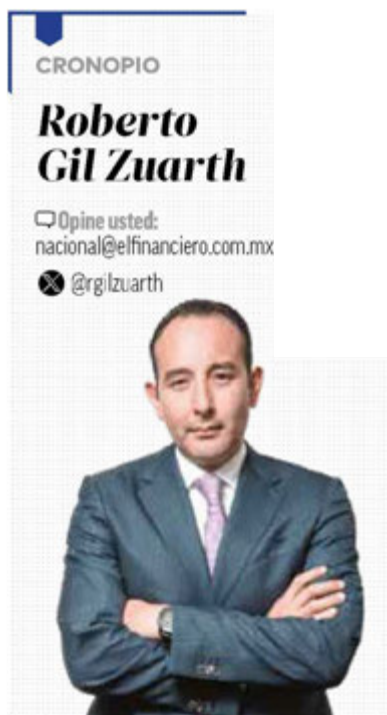 CRONOPIO
Roberto
Gil Zuarth
Opine usted:
nacional@elfinanciero.com.mx
@rgilzuarth